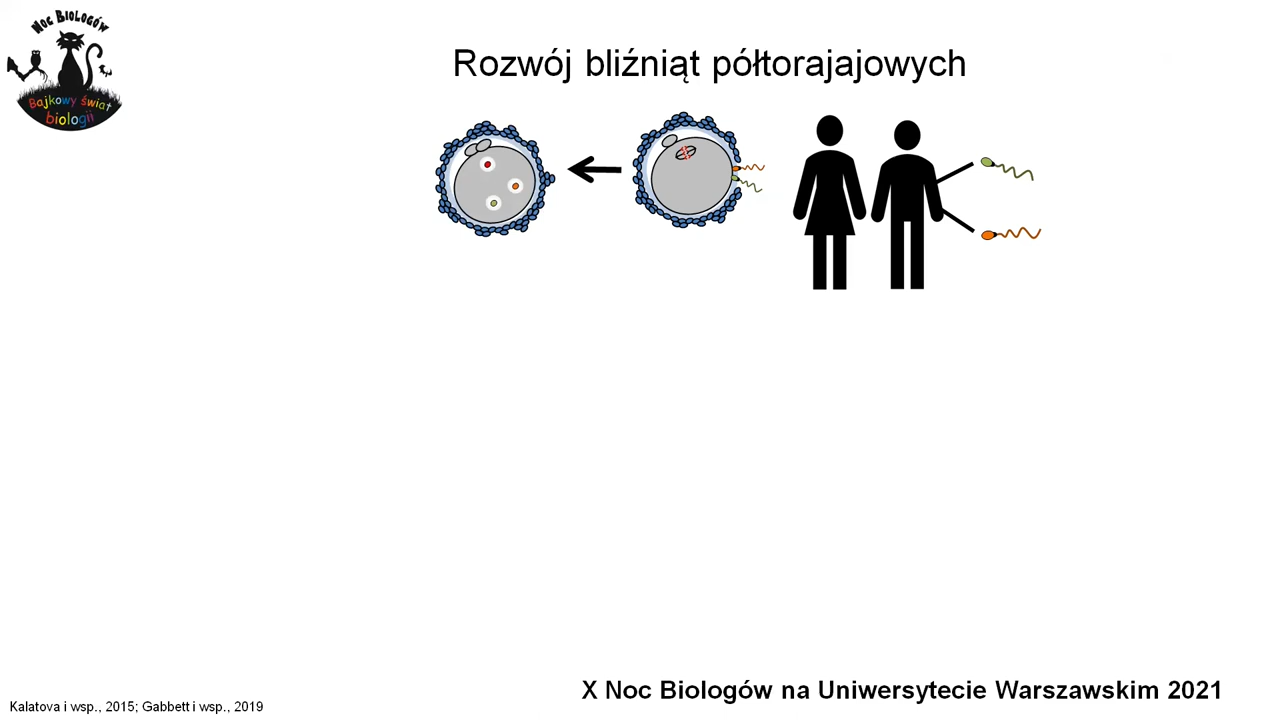 Noc Biologów
Bajkowy świat
biologii
Rozwój bliźniąt półtorajajowych
X Noc Biologów na Uniwersytecie Warszawskim 2021
Kalatova i wsp., 2015; Gabbett i wsp., 2019